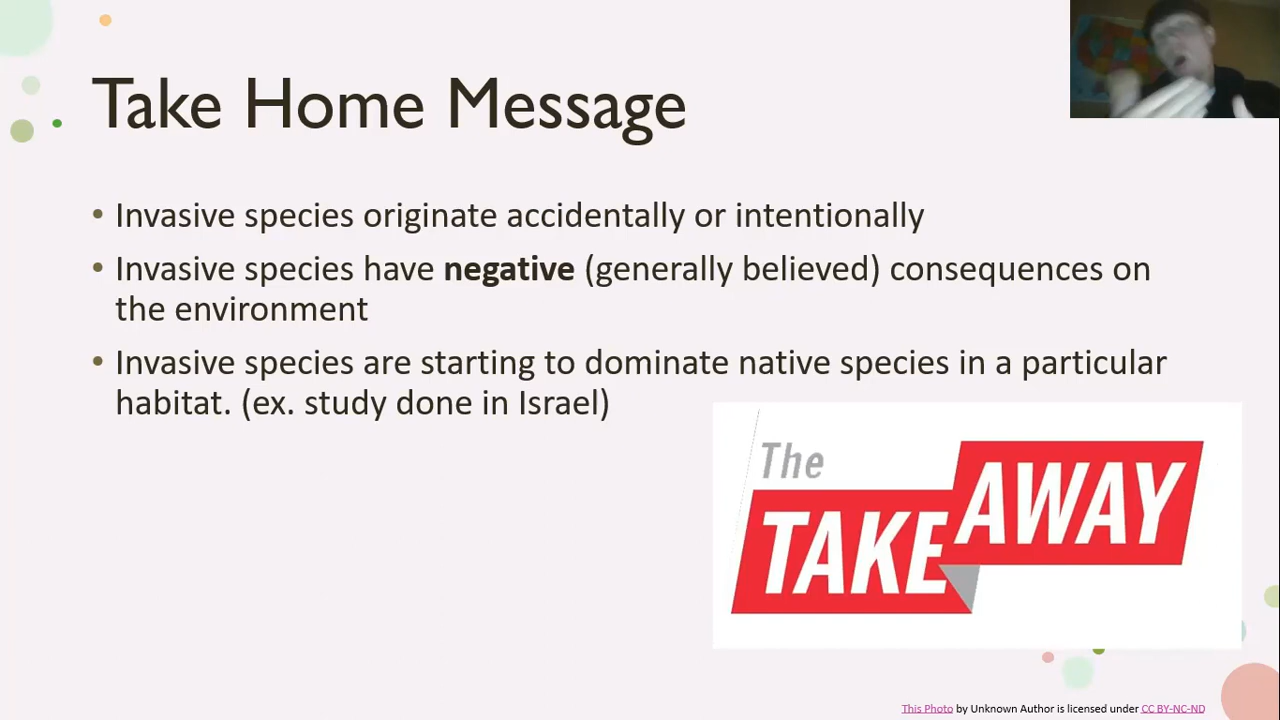 Take Home Message
• Invasive species originate accidentally or intentionally
• Invasive species have negative (generally believed) consequences on
the environment
• Invasive species are starting to dominate native species in a particular
habitat. (ex. study done in Israel)
The
TAKE AWAY
This Photo by Unknown Author is licensed under CC BY-NC-ND